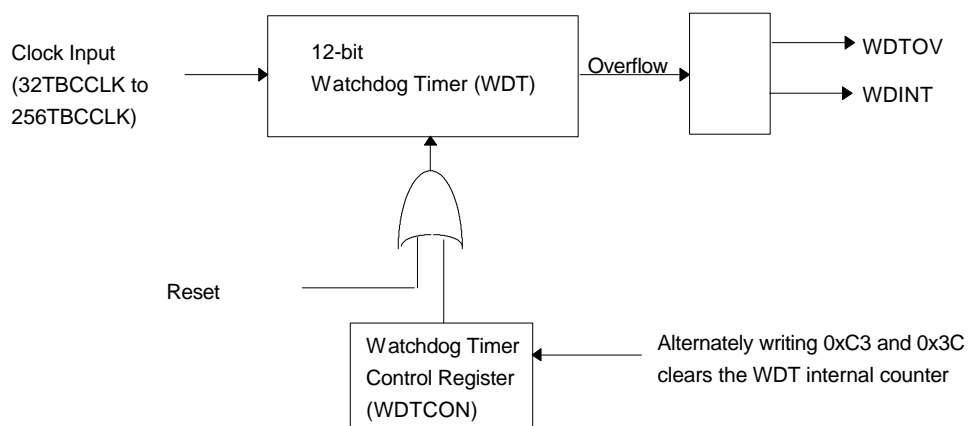 Clock Input
(32TBCCLK to
256TBCCLK)
12-bit
Watchdog Timer (WDT)
Overflow
WDTOV
WDINT
Reset
Watchdog Timer
Control Register
(WDTCON)
Alternately writing 0xC3 and 0x3C
clears the WDT internal counter